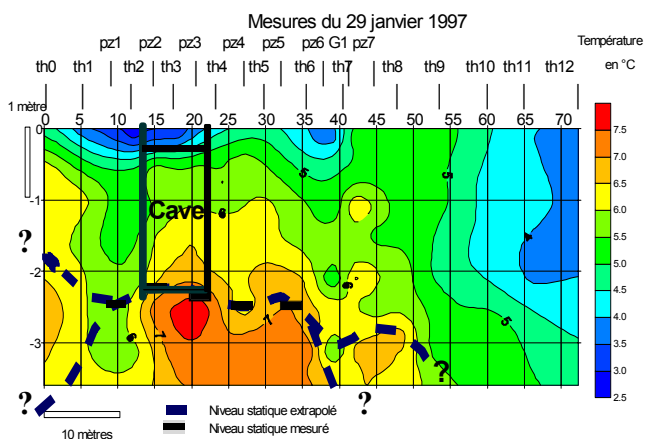 Mesures du 29 janvier 1997
pz1 pz2 pz3 pz4 pz5 pz6 G1 pz7
Température
th0 th1 th2 th3 th4 th5 th6 th7 th8 th9 th10 th11 th12
en °C
1 mètre
0 5 10 15 20 25 30 35 40 45 50 55 60 65 70
0
-1
-2
-3
Cave
6
5
5
4
?
6
7
7
6
5
?
?
?
7.5
7.0
6.5
6.0
5.5
5.0
4.5
4.0
3.5
3.0
2.5
Niveau statique extrapolé
Niveau statique mesuré
10 mètres